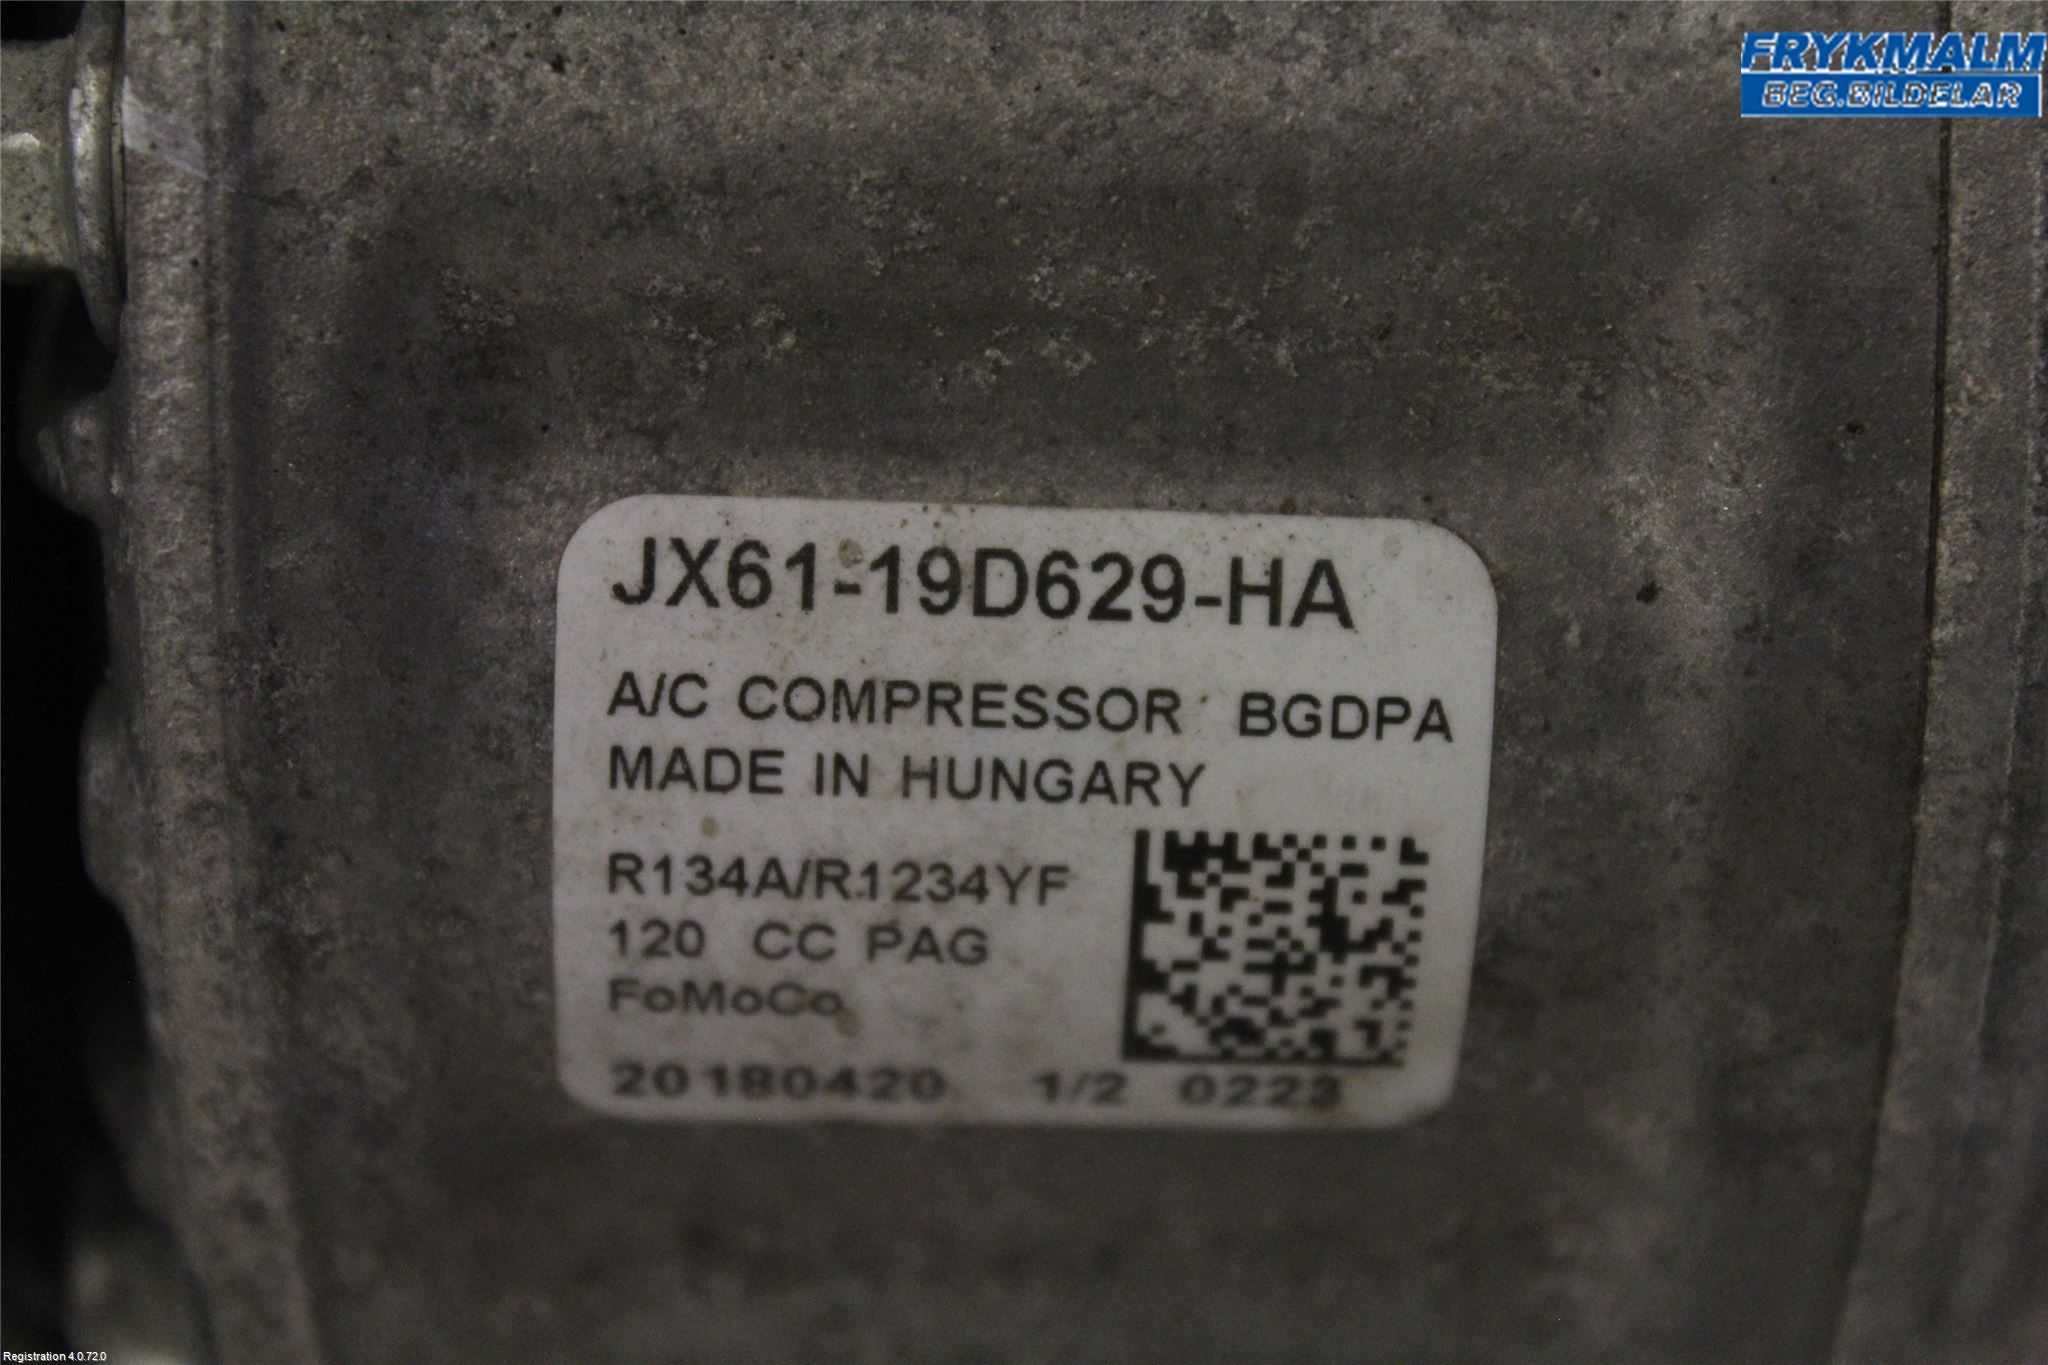 FRYKMALM
BEG.BILDELAR
JX61-19D629-HA
A/C COMPRESSOR BGDPA
MADE IN HUNGARY
R134A/R1234YF
120 CC PAG
FoMoCo
20180420 1/2 0223
Registration 4.0.72.0